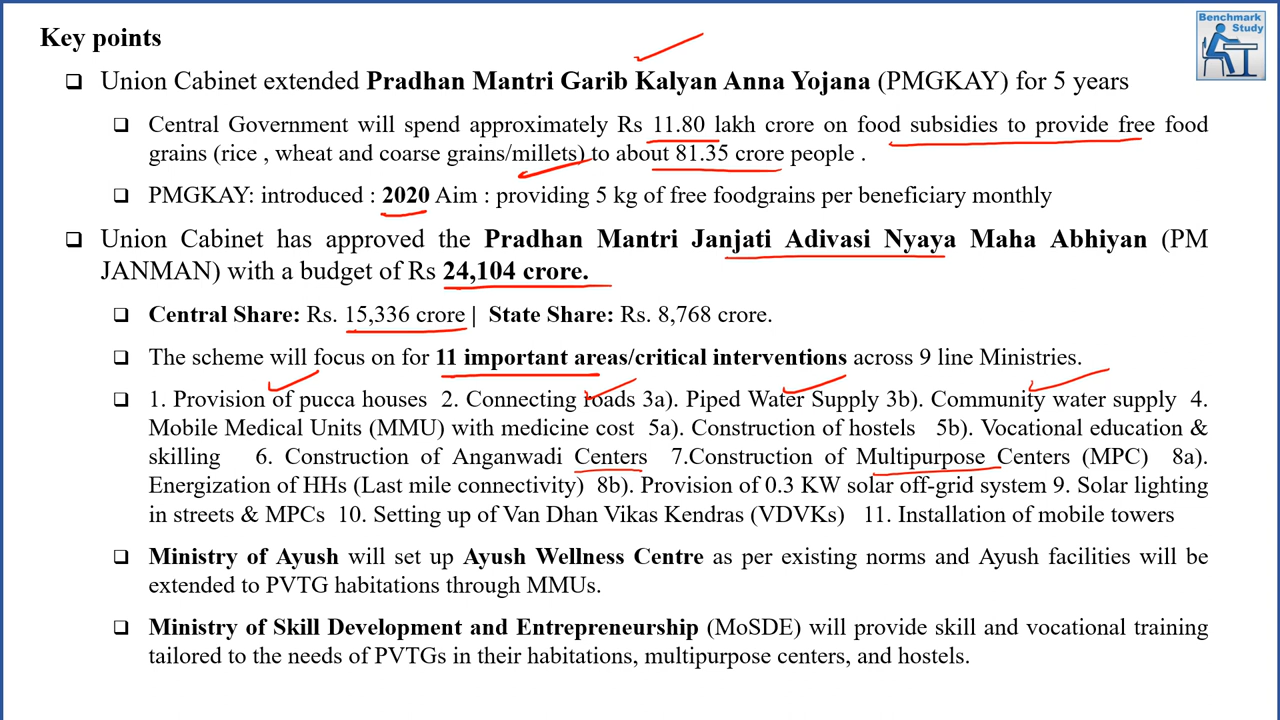 Benchmark
Study
Key points
❑ Union Cabinet extended Pradhan Mantri Garib Kalyan Anna Yojana (PMGKAY) for 5 years
❑ Central Government will spend approximately Rs 11.80 lakh crore on food subsidies to provide free food
grains (rice , wheat and coarse grains/millets) to about 81.35 crore people .
❑ PMGKAY: introduced : 2020 Aim : providing 5 kg of free foodgrains per beneficiary monthly
❑ Union Cabinet has approved the Pradhan Mantri Janjati Adivasi Nyaya Maha Abhiyan (PM
JANMAN) with a budget of Rs 24,104 crore.
❑ Central Share: Rs. 15,336 crore | State Share: Rs. 8,768 crore.
❑ The scheme will focus on for 11 important areas/critical interventions across 9 line Ministries.
❑ 1. Provision of pucca houses 2. Connecting roads 3a). Piped Water Supply 3b). Community water supply 4.
Mobile Medical Units (MMU) with medicine cost 5a). Construction of hostels 5b). Vocational education &
skilling 6. Construction of Anganwadi Centers 7.Construction of Multipurpose Centers (MPC) 8a).
Energization of HHs (Last mile connectivity) 8b). Provision of 0.3 KW solar off-grid system 9. Solar lighting
in streets & MPCs 10. Setting up of Van Dhan Vikas Kendras (VDVKs) 11. Installation of mobile towers
❑ Ministry of Ayush will set up Ayush Wellness Centre as per existing norms and Ayush facilities will be
extended to PVTG habitations through MMUs.
❑ Ministry of Skill Development and Entrepreneurship (MoSDE) will provide skill and vocational training
tailored to the needs of PVTGs in their habitations, multipurpose centers, and hostels.